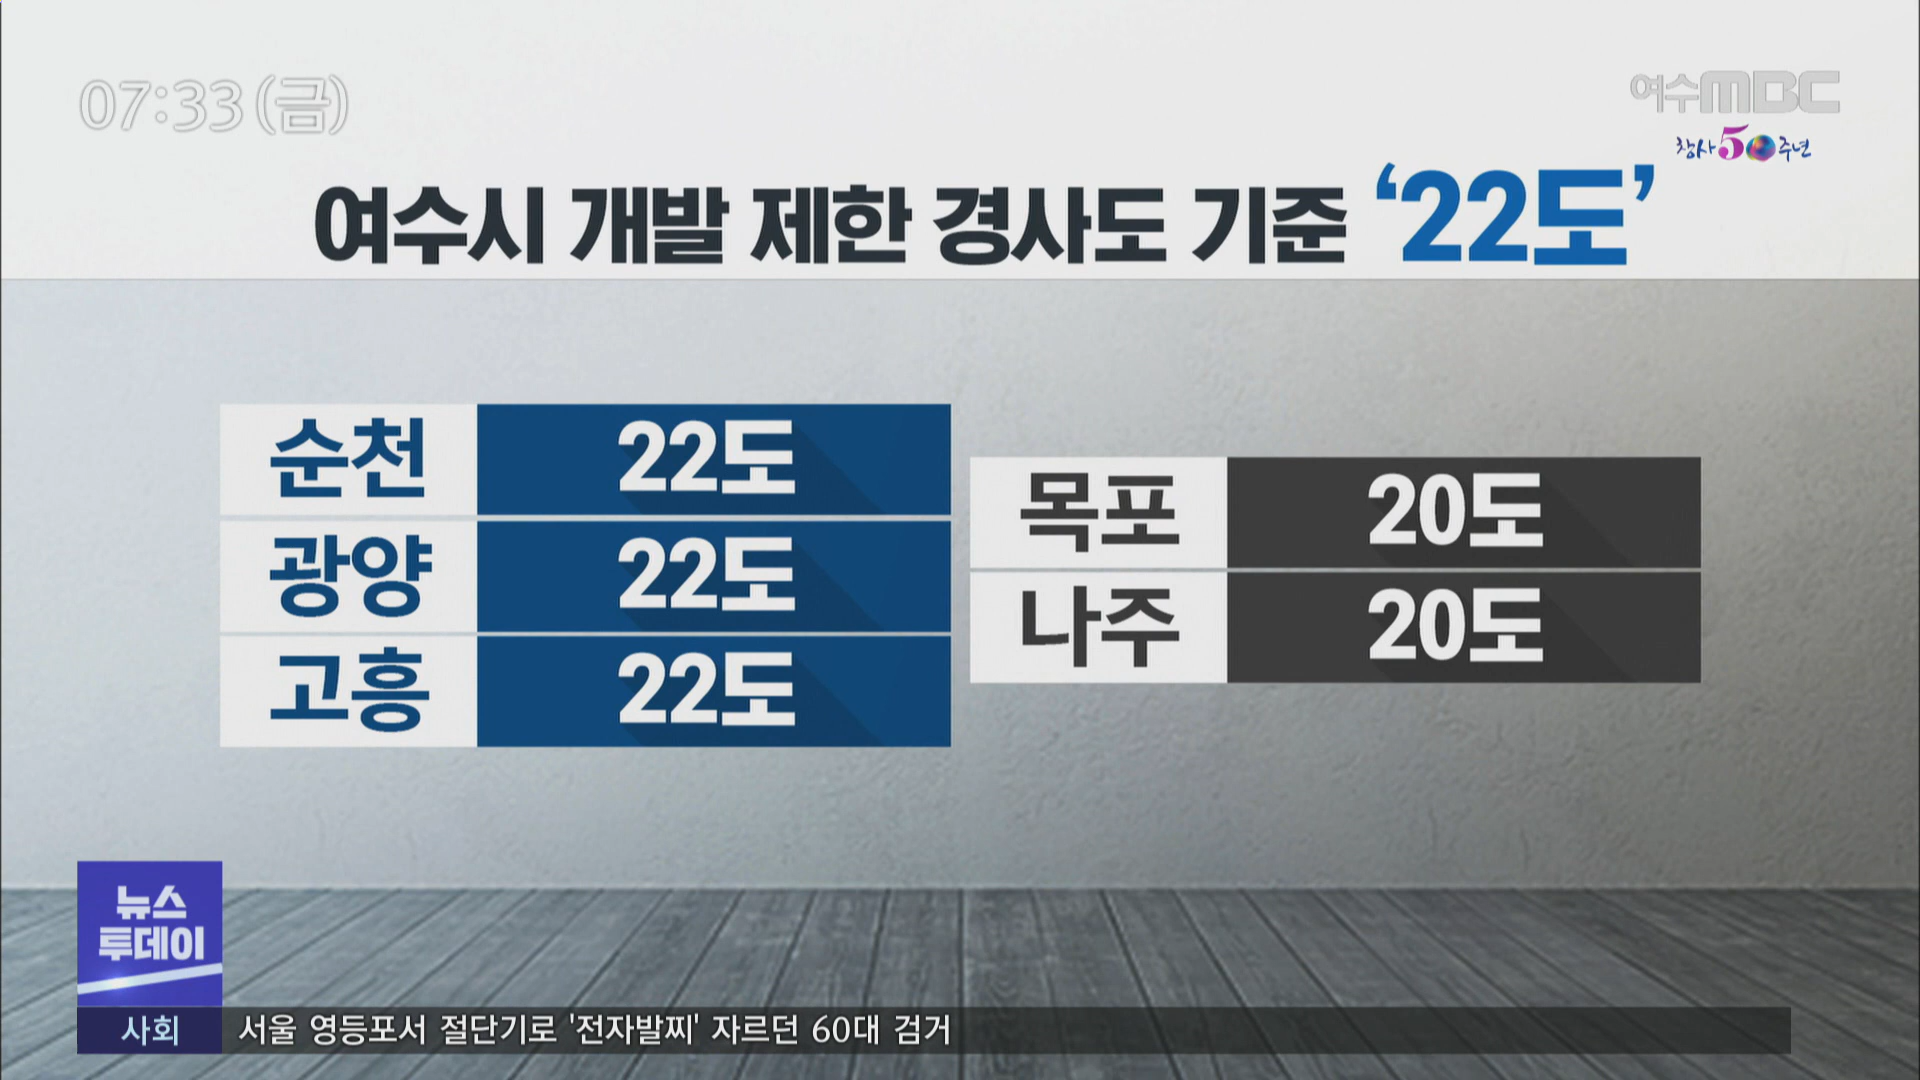 07:33(금)
여수MBC
창사50주년
여수시 개발 제한 경사도 기준 ‘22도’
순천 22도
광양 22도
고흥 22도
목포 20도
나주 20도
뉴스
투데이
사회 서울 영등포서 절단기로 '전자발찌' 자르던 60대 검거